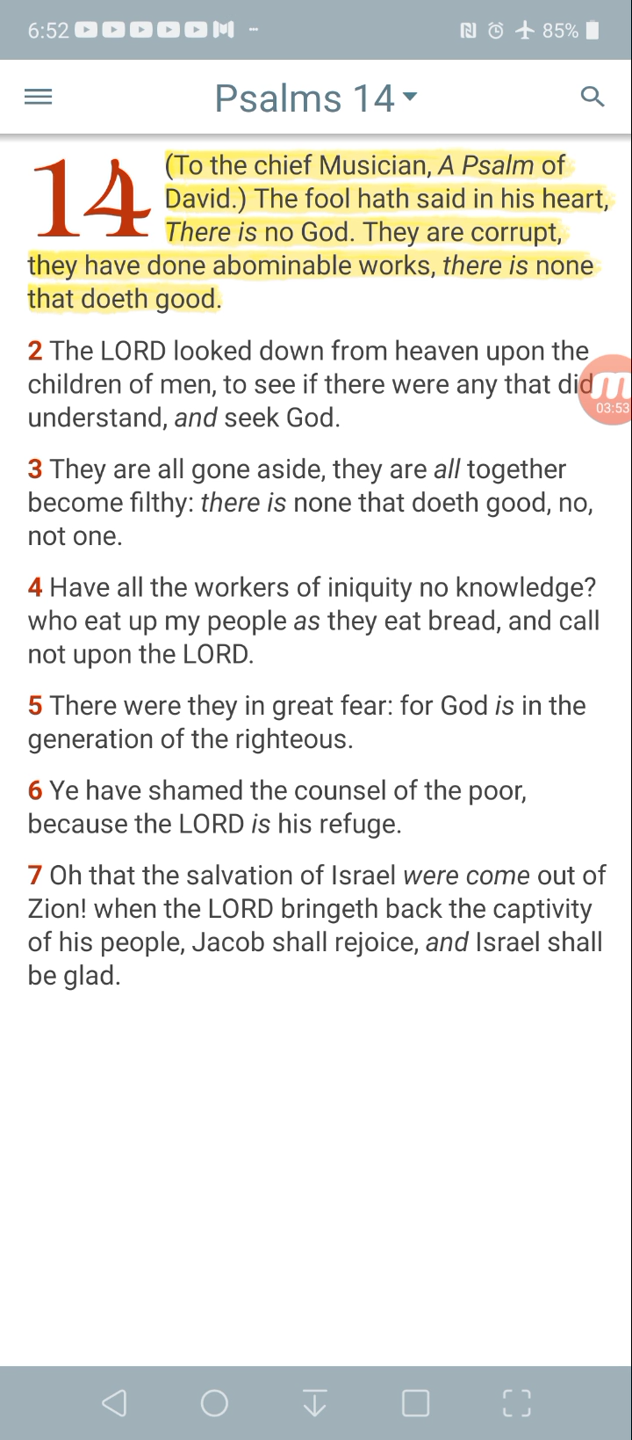 6:52
85%
Psalms 14
14 (To the chief Musician, A Psalm of
David.) The fool hath said in his heart,
There is no God. They are corrupt,
they have done abominable works, there is none
that doeth good.
2 The LORD looked down from heaven upon the
children of men, to see if there were any that did
understand, and seek God.
03:53
3 They are all gone aside, they are all together
become filthy: there is none that doeth good, no,
not one.
4 Have all the workers of iniquity no knowledge?
who eat up my people as they eat bread, and call
not upon the LORD.
5 There were they in great fear: for God is in the
generation of the righteous.
6 Ye have shamed the counsel of the poor,
because the LORD is his refuge.
7 Oh that the salvation of Israel were come out of
Zion! when the LORD bringeth back the captivity
of his people, Jacob shall rejoice, and Israel shall
be glad.